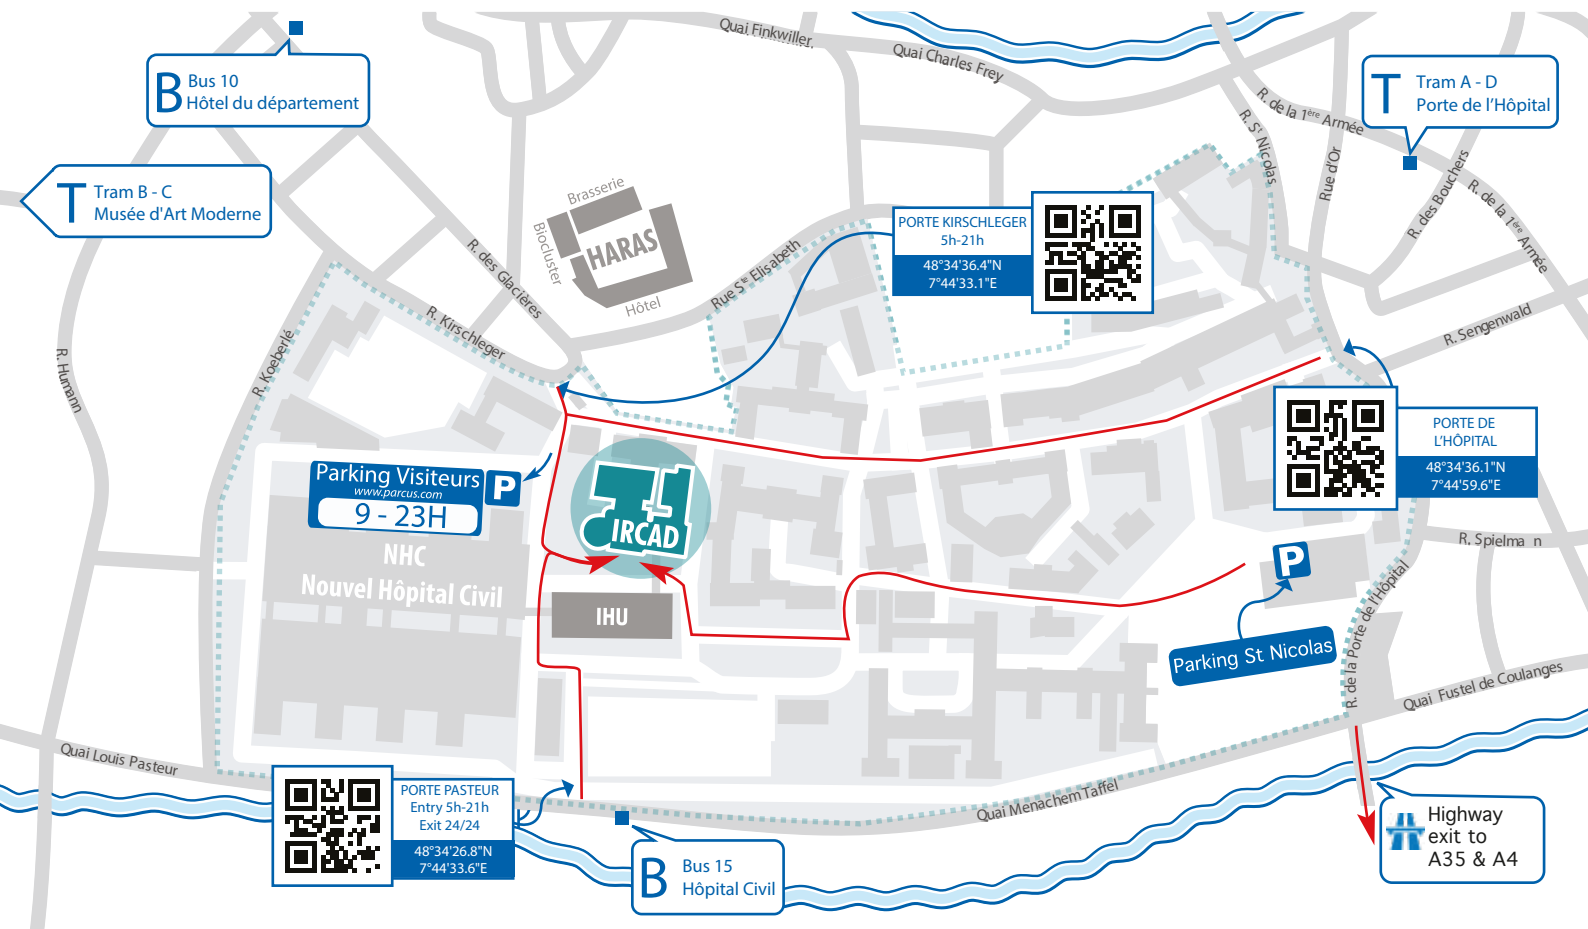 Quai Finkwiller
Quai Charles Frey
B
Bus 10
Hôtel du département
R. de la 1ère Armée
R. St Nicolas
Rue d'Or
T
Tram A - D
Porte de l'Hôpital
R. des Bouchers
R. de la 1ère Armée
T
Tram B - C
Musée d'Art Moderne
Brasserie
Biocluster
HARAS
Hôtel
R. des Glacières
Rue Ste Elisabeth
PORTE KIRSCHLEGER
5h-21h
48°34'36.4"N
7°44'33.1"E
R. Kirschleger
R. Koeberlé
R. Humann
R. Sengenwald
PORTE DE
L'HÔPITAL
48°34'36.1"N
7°44'59.6"E
Parking Visiteurs
www.parcus.com
9 - 23H
P
IRCAD
NHC
Nouvel Hôpital Civil
IHU
R. Spielma n
P
Parking St Nicolas
R. de la Porte de l'Hôpital
Quai Fustel de Coulanges
Quai Louis Pasteur
Quai Menachem Taffel
PORTE PASTEUR
Entry 5h-21h
Exit 24/24
48°34'26.8"N
7°44'33.6"E
B
Bus 15
Hôpital Civil
Highway
exit to
A35 & A4